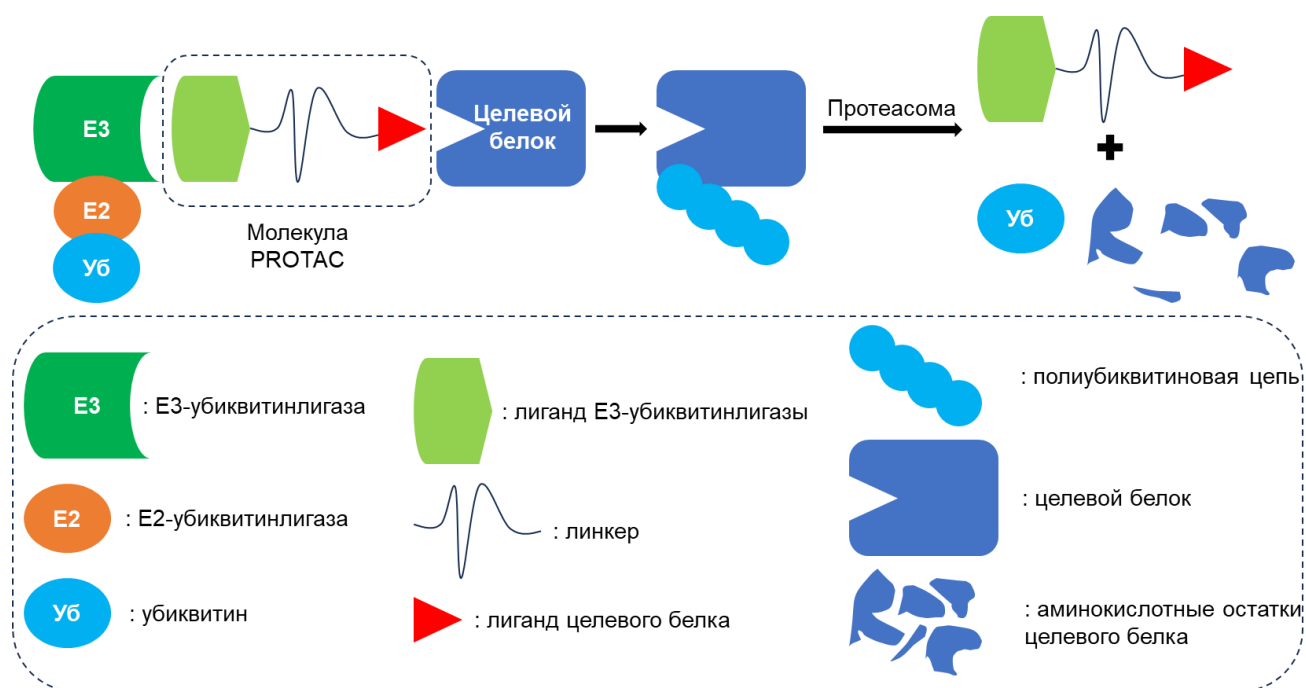 E3
E2
Уб
Молекула
PROTAC
Целевой
белок
Протеасома
Уб
E3
: E3-убиквитинлигаза
: лиганд E3-убиквитинлигазы
: полиубиквитиновая цепь
E2
: E2-убиквитинлигаза
: линкер
: целевой белок
Уб
: убиквитин
: лиганд целевого белка
: аминокислотные остатки
целевого белка